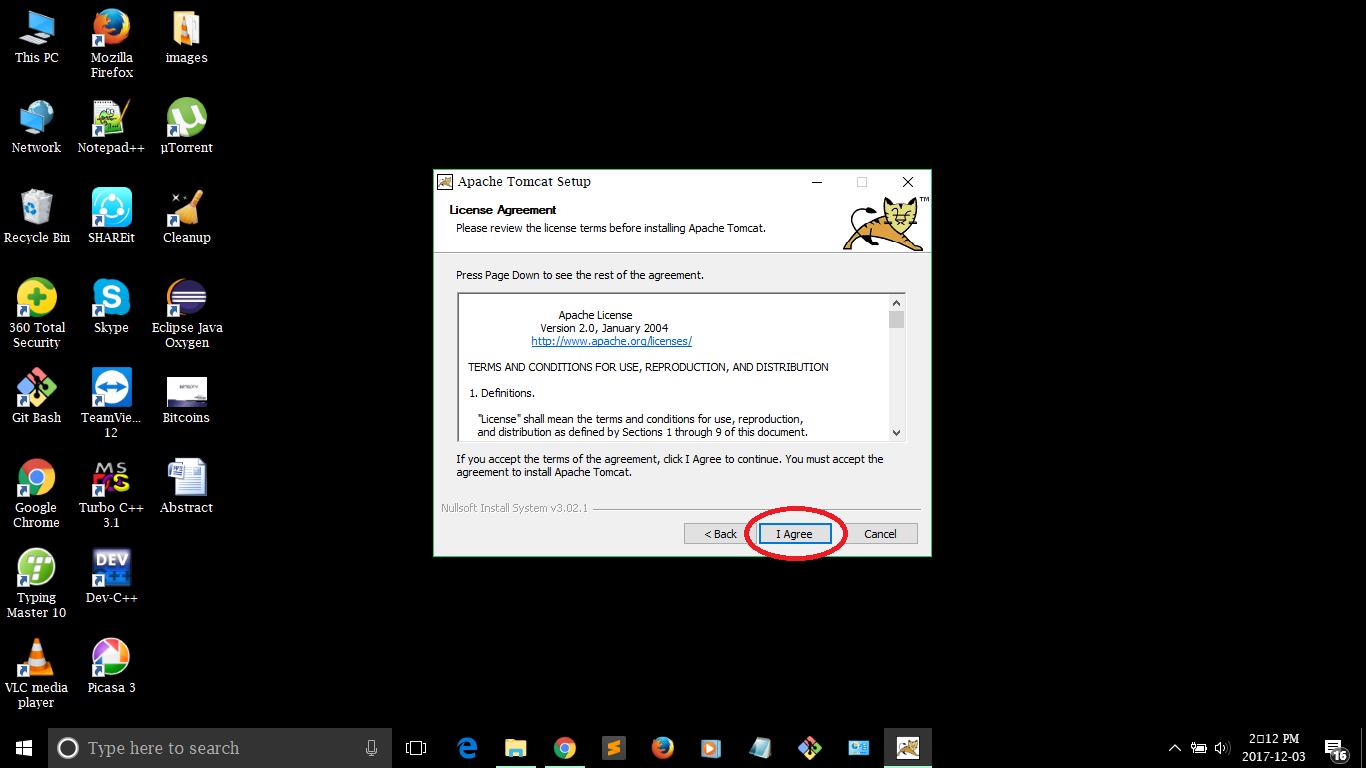 This PC
Mozilla
Firefox
images
Network
Notepad++
µTorrent
Recycle Bin
SHAREit
Cleanup
360 Total
Security
Skype
Eclipse Java
Oxygen
Git Bash
TeamVie...
12
Bitcoins
Google
Chrome
Turbo C++
3.1
Abstract
Typing
Master 10
Dev-C++
VLC media
player
Picasa 3
Apache Tomcat Setup
License Agreement
Please review the license terms before installing Apache Tomcat.
TM
Press Page Down to see the rest of the agreement.
Apache License
Version 2.0, January 2004
http://www.apache.org/licenses/
TERMS AND CONDITIONS FOR USE, REPRODUCTION, AND DISTRIBUTION
1. Definitions.
"License" shall mean the terms and conditions for use, reproduction,
and distribution as defined by Sections 1 through 9 of this document.
If you accept the terms of the agreement, click I Agree to continue. You must accept the
agreement to install Apache Tomcat.
Nullsoft Install System v3.02.1
< Back I Agree Cancel
Type here to search
2□12 PM
2017-12-03
16